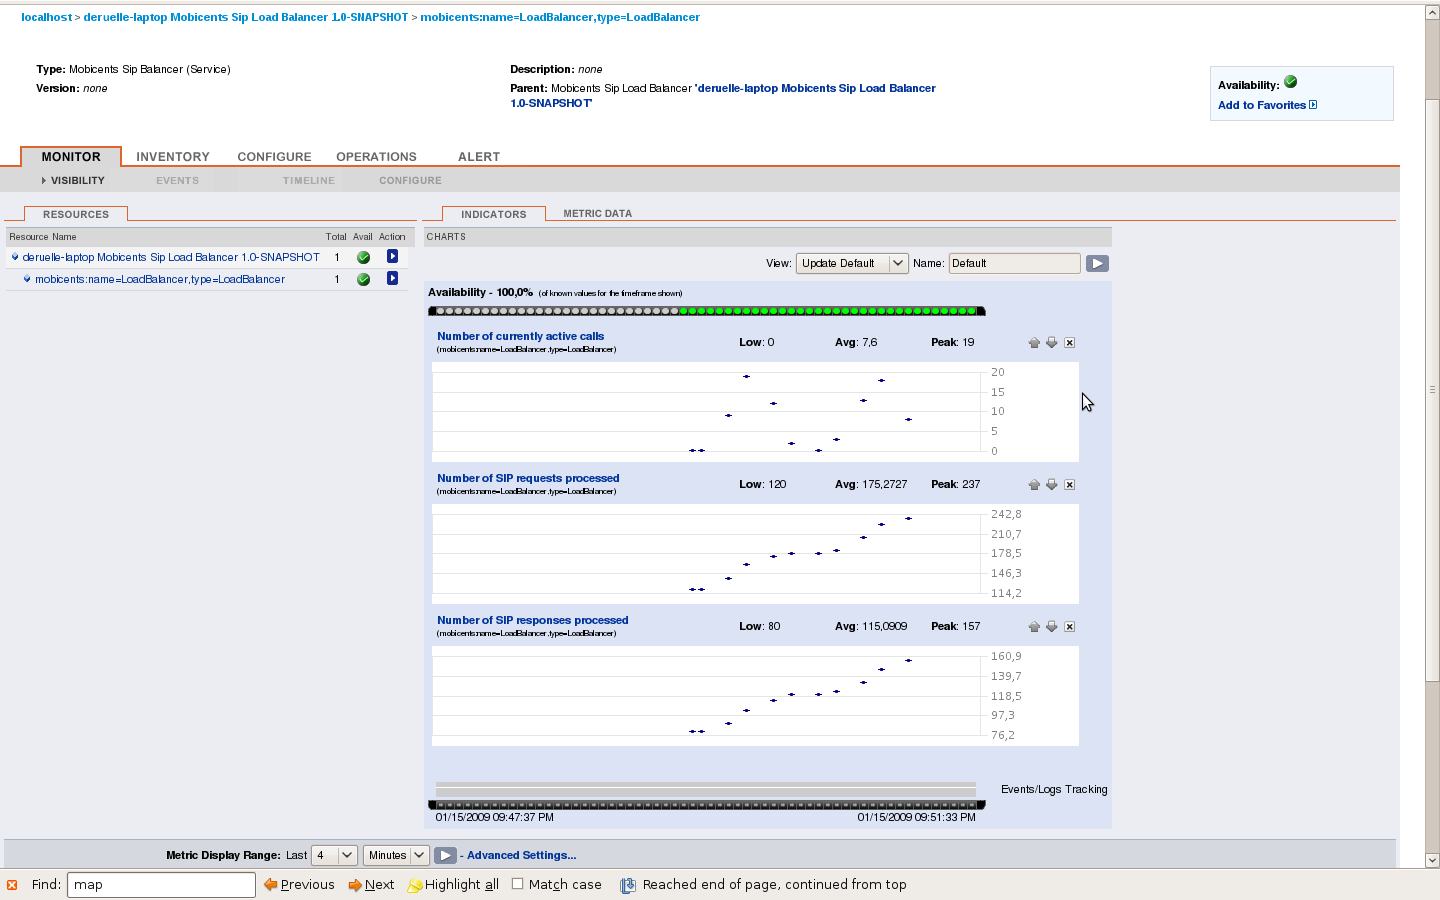 localhost > deruelle-laptop Mobicents Sip Load Balancer 1.0-SNAPSHOT > mobicents:name=LoadBalancer,type=LoadBalancer
Type: Mobicents Sip Balancer (Service)
Version: none
Description: none
Parent: Mobicents Sip Load Balancer 'deruelle-laptop Mobicents Sip Load Balancer
1.0-SNAPSHOT'
Availability:
Add to Favorites
MONITOR INVENTORY CONFIGURE OPERATIONS ALERT
VISIBILITY EVENTS TIMELINE CONFIGURE
RESOURCES
Resource Name Total Avail Action
deruelle-laptop Mobicents Sip Load Balancer 1.0-SNAPSHOT 1
mobicents:name=LoadBalancer,type=LoadBalancer 1
INDICATORS METRIC DATA
CHARTS
View: Update Default Name: Default
Availability - 100,0% (of known values for the timeframe shown)
Number of currently active calls Low: 0 Avg: 7,6 Peak: 19
(mobicents:name=LoadBalancer,type=LoadBalancer)
20
15
10
5
0
Number of SIP requests processed Low: 120 Avg: 175,2727 Peak: 237
(mobicents:name=LoadBalancer,type=LoadBalancer)
242,8
210,7
178,5
146,3
114,2
Number of SIP responses processed Low: 80 Avg: 115,0909 Peak: 157
(mobicents:name=LoadBalancer,type=LoadBalancer)
160,9
139,7
118,5
97,3
76,2
Events/Logs Tracking
01/15/2009 09:47:37 PM 01/15/2009 09:51:33 PM
Metric Display Range: Last 4 Minutes - Advanced Settings...
Find: map Previous Next Highlight all Match case Reached end of page, continued from top